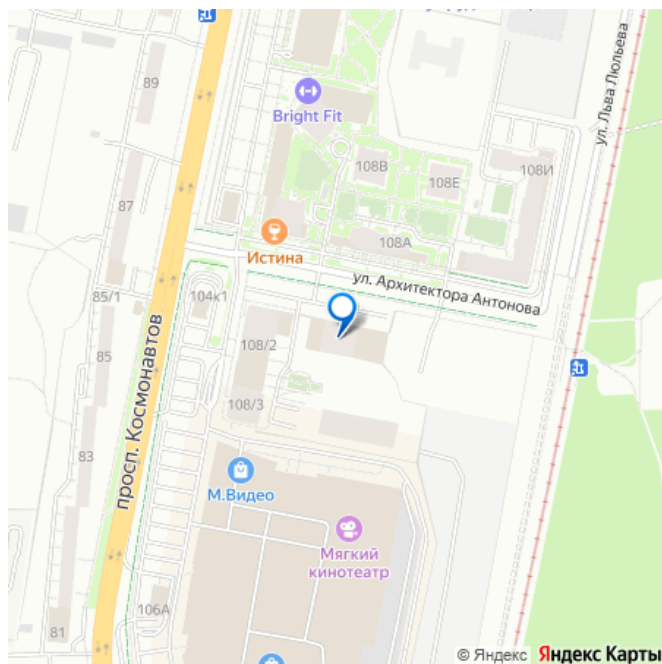 89
Bright Fit
ул. Льва Люльева
108В
108Е
108И
87
Истина
108А
ул. Архитектора Антонова
85/1
104к1
просп. Космонавтов
85
108/2
108/3
83
М.Видео
Мягкий
кинотеатр
106А
81
© Яндекс Яндекс Карты